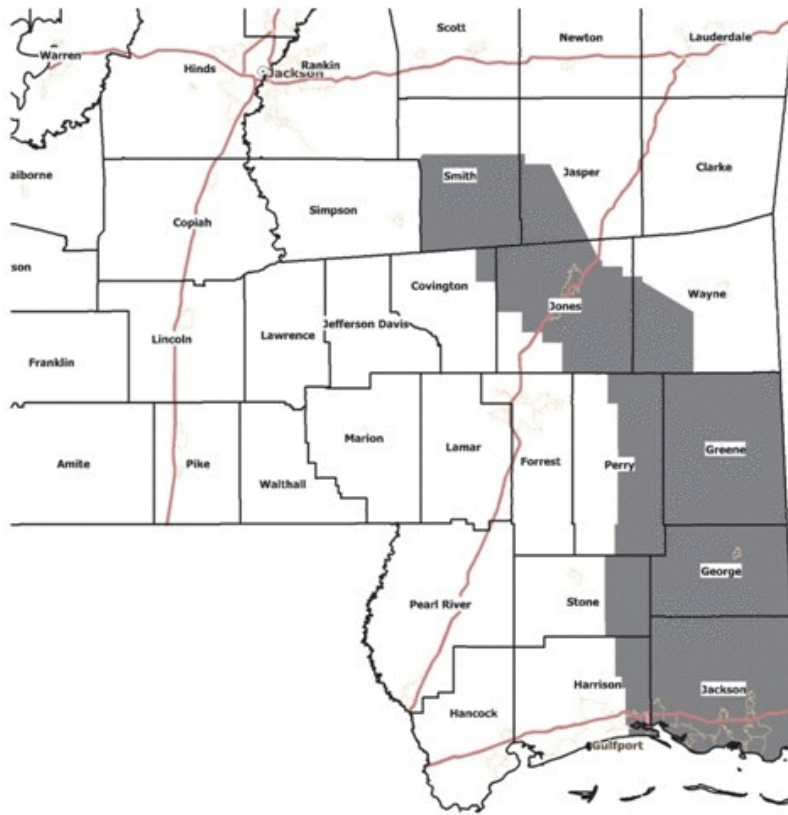 Scott
Newton
Lauderdale
Warren
Hinds
Jackson
Rankin
aiborne
Smith
Jasper
Clarke
Copiah
Simpson
son
Covington
Wayne
Jones
Lincoln
Lawrence
Jefferson Davis
Franklin
Amite
Pike
Walthall
Marion
Lamar
Forrest
Perry
Greene
George
Pearl River
Stone
Harrison
Jackson
Hancock
Gulfport